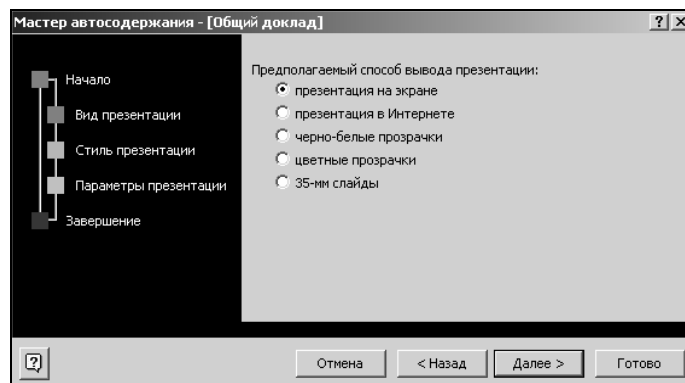 Мастер автосодержания - [Общий доклад]
Начало
Вид презентации
Стиль презентации
Параметры презентации
Завершение
Предполагаемый способ вывода презентации:
презентация на экране
презентация в Интернете
черно-белые прозрачки
цветные прозрачки
35-мм слайды
Отмена
< Назад
Далее >
Готово